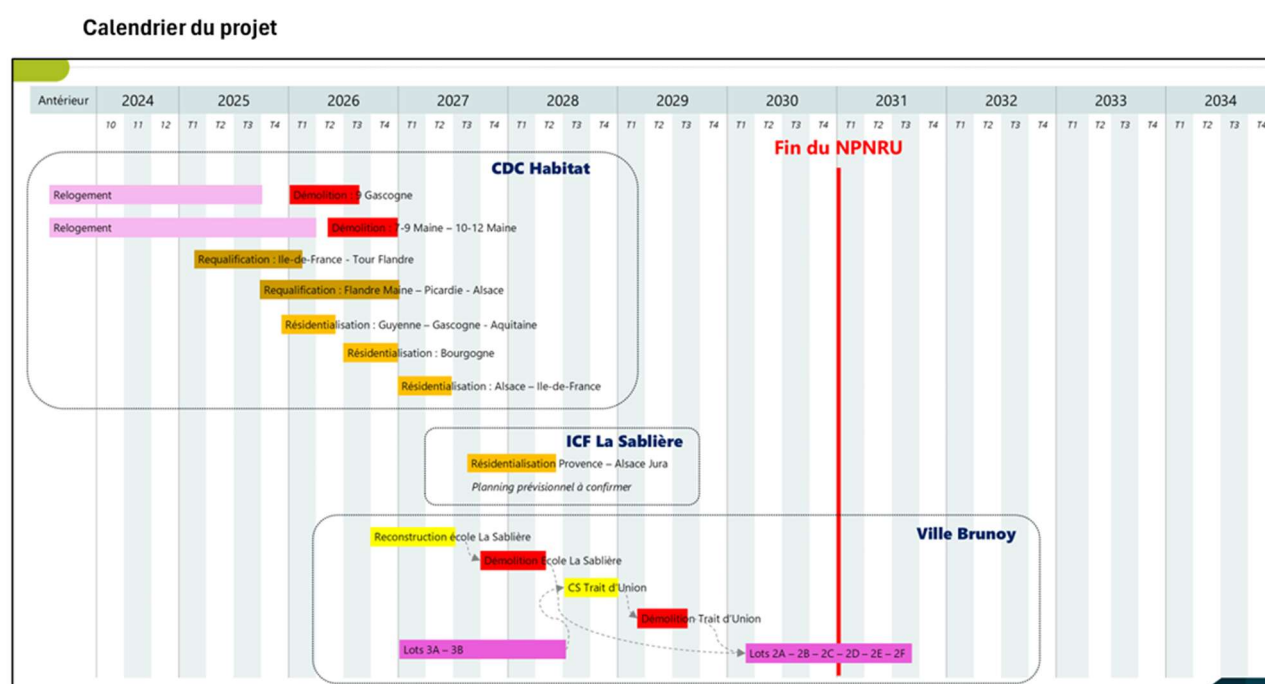 Calendrier du projet
Antérieur 2024 2025 2026 2027 2028 2029 2030 2031 2032 2033 2034
10 11 12 T1 T2 T3 T4 T1 T2 T3 T4 T1 T2 T3 T4 T1 T2 T3 T4 T1 T2 T3 T4 T1 T2 T3 T4 T1 T2 T3 T4 T1 T2 T3 T4 T1 T2 T3 T4 T1 T2 T3 T4
Fin du NPNRU
CDC Habitat
Relogement Démolition : 9 Gascogne
Relogement Démolition : 7-9 Maine – 10-12 Maine
Requalification : Ile-de-France - Tour Flandre
Requalification : Flandre Maine – Picardie - Alsace
Résidentialisation : Guyenne – Gascogne - Aquitaine
Résidentialisation : Bourgogne
Résidentialisation : Alsace – Ile-de-France
ICF La Sablière
Résidentialisation Provence – Alsace Jura
Planning prévisionnel à confirmer
Ville Brunoy
Reconstruction école La Sablière
Démolition École La Sablière
CS Trait d'Union
Démolition Trait d'Union
Lots 3A – 3B
Lots 2A – 2B – 2C – 2D – 2E – 2F